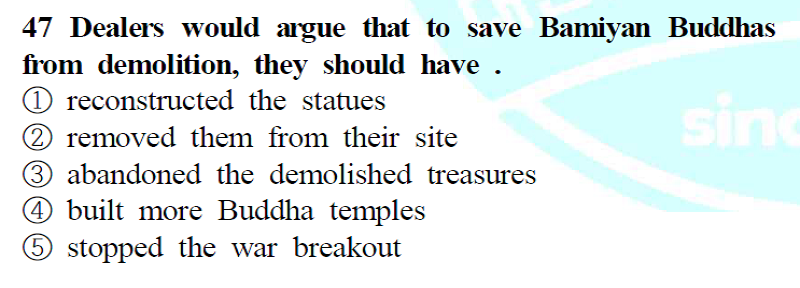 47 Dealers would argue that to save Bamiyan Buddhas
from demolition, they should have .
① reconstructed the statues
② removed them from their site
③ abandoned the demolished treasures
④ built more Buddha temples
⑤ stopped the war breakout